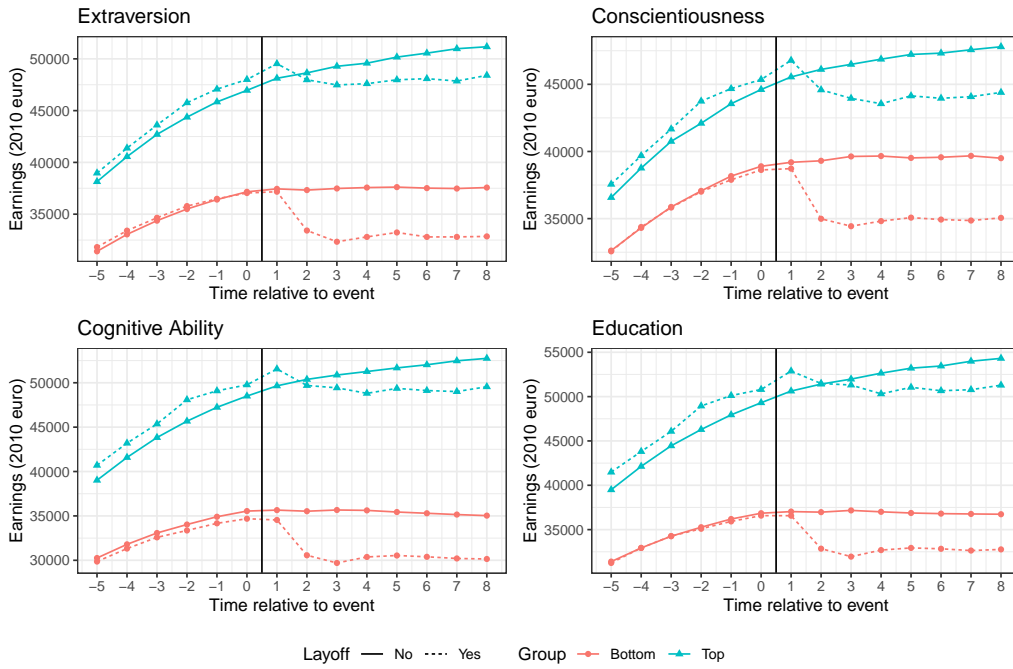 Extraversion
Earnings (2010 euro)
50000
45000
40000
35000
−5 −4 −3 −2 −1 0 1 2 3 4 5 6 7 8
Time relative to event
Conscientiousness
Earnings (2010 euro)
45000
40000
35000
−5 −4 −3 −2 −1 0 1 2 3 4 5 6 7 8
Time relative to event
Cognitive Ability
Earnings (2010 euro)
50000
45000
40000
35000
30000
−5 −4 −3 −2 −1 0 1 2 3 4 5 6 7 8
Time relative to event
Education
Earnings (2010 euro)
55000
50000
45000
40000
35000
−5 −4 −3 −2 −1 0 1 2 3 4 5 6 7 8
Time relative to event
Layoff No Yes Group Bottom Top